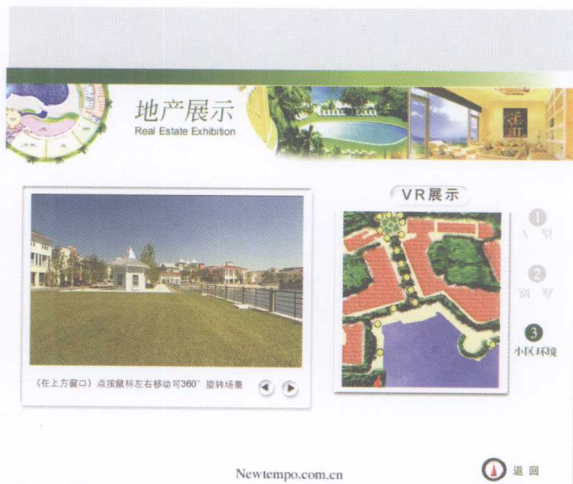 地产展示
Real Estate Exhibition
VR展示
1
A 型
2
别 墅
3
小区环境
(在上方窗口) 点按鼠标左右移动可360° 旋转场景
Newtempo.com.cn
返回